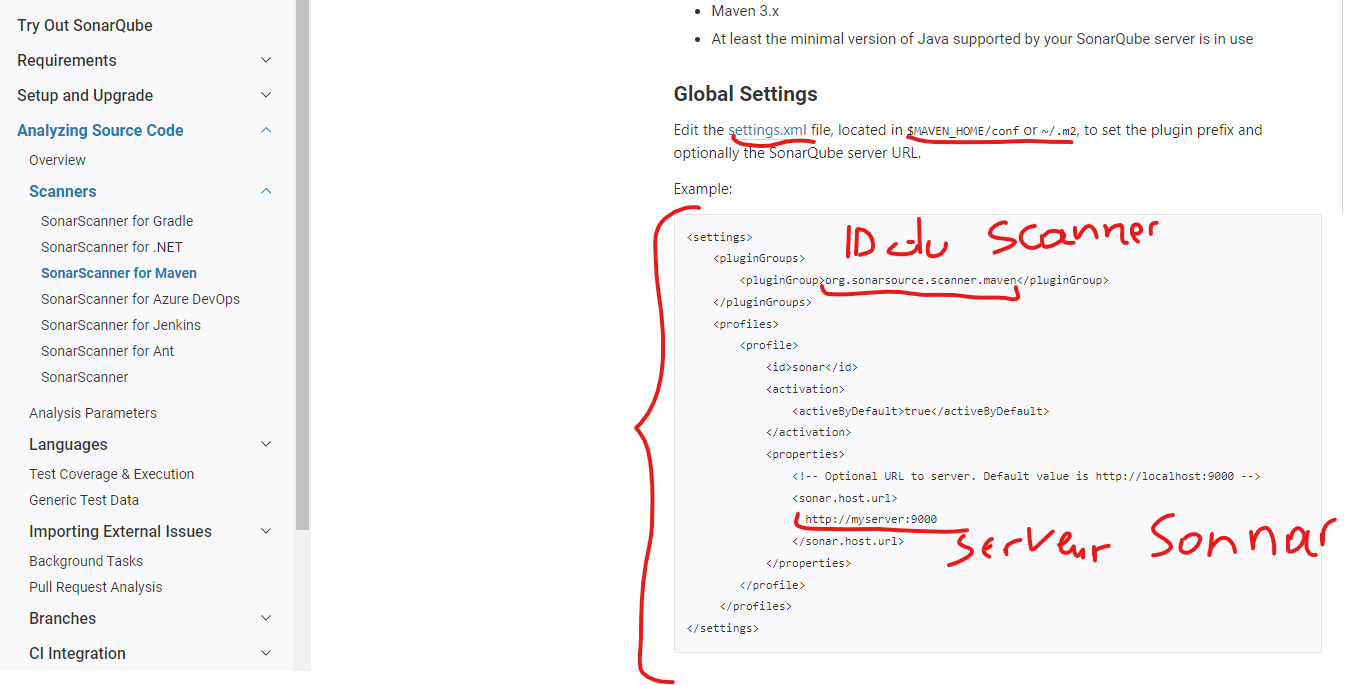 Try Out SonarQube
Requirements
Setup and Upgrade
Analyzing Source Code
Overview
Scanners
SonarScanner for Gradle
SonarScanner for .NET
SonarScanner for Maven
SonarScanner for Azure DevOps
SonarScanner for Jenkins
SonarScanner for Ant
SonarScanner
Analysis Parameters
Languages
Test Coverage & Execution
Generic Test Data
Importing External Issues
Background Tasks
Pull Request Analysis
Branches
CI Integration
• Maven 3.x
• At least the minimal version of Java supported by your SonarQube server is in use
Global Settings
Edit the settings.xml file, located in $MAVEN_HOME/conf or ~/.m2, to set the plugin prefix and
optionally the SonarQube server URL.
Example:
ID du Scanner
<settings>
<pluginGroups>
<pluginGroup>org.sonarsource.scanner.maven</pluginGroup>
</pluginGroups>
<profiles>
<profile>
<id>sonar</id>
<activation>
<activeByDefault>true</activeByDefault>
</activation>
<properties>
<!-- Optional URL to server. Default value is http://localhost:9000 -->
<sonar.host.url>
http://myserver:9000
</sonar.host.url>
serveur Sonnar
</properties>
</profile>
</profiles>
</settings>